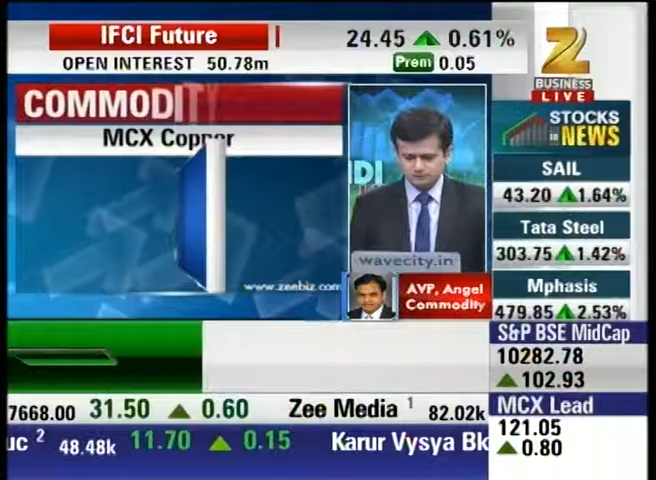 IFCI Future
24.45 0.61%
OPEN INTEREST 50.78m
Prem 0.05
BUSINESS
LIVE
COMMODITY
MCX Copper
www.zeebiz.com
wavecity.in
AVP, Angel
Commodity
STOCKS
in NEWS
SAIL
43.20 1.64%
Tata Steel
303.75 1.42%
Mphasis
479.85 2.53%
S&P BSE MidCap
10282.78
102.93
MCX Lead
121.05
0.80
7668.00 31.50 0.60 Zee Media 1 82.02k
uc 2 48.48k 11.70 0.15 Karur Vysya Bk